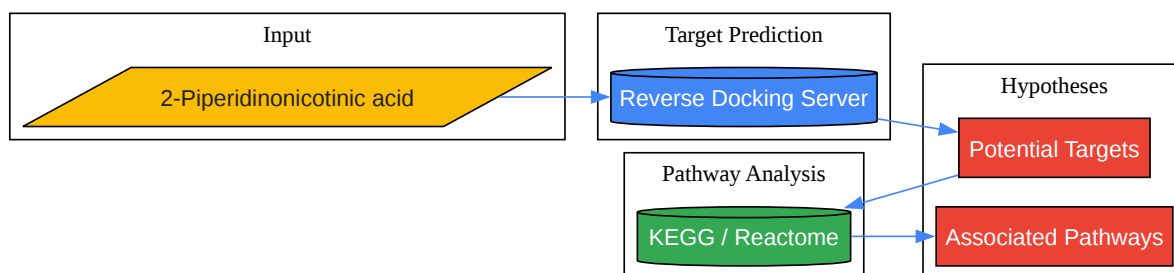 Input
2-Piperidinonicotinic acid
Target Prediction
Reverse Docking Server
Hypotheses
Potential Targets
Pathway Analysis
KEGG / Reactome
Associated Pathways